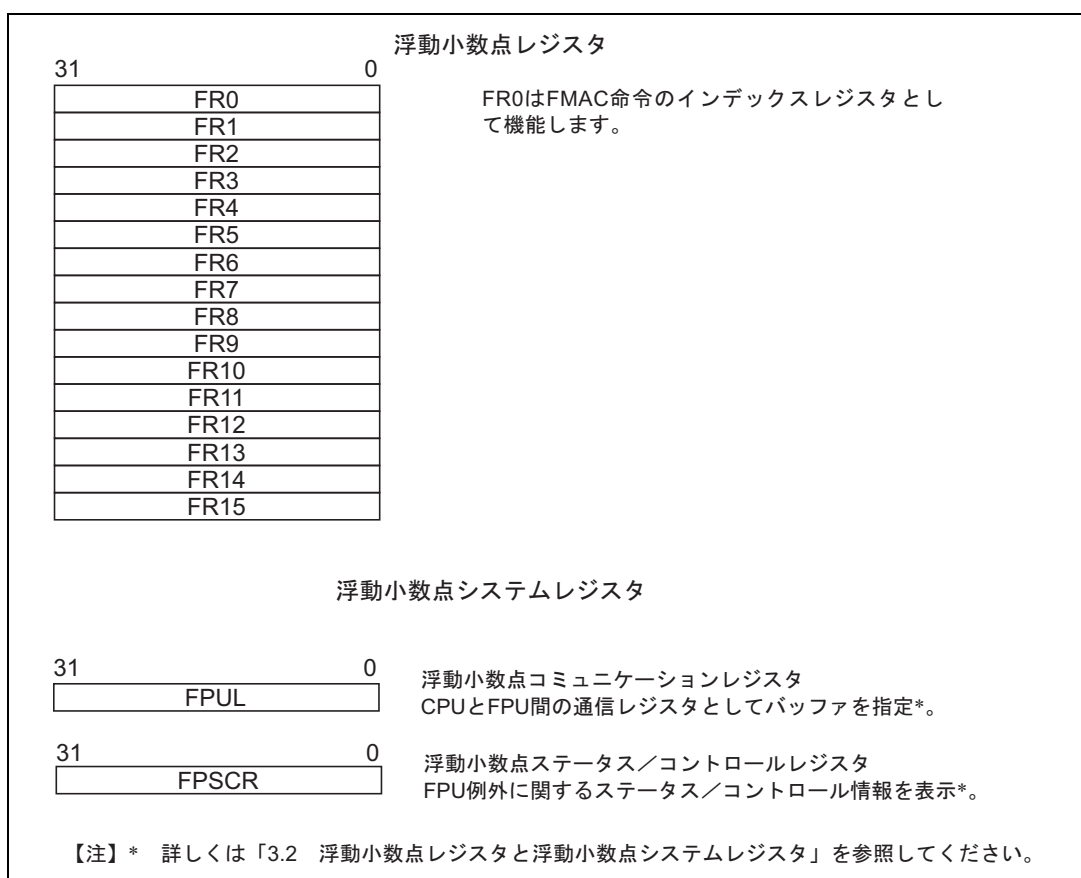 浮動小数点レジスタ
31 0
FR0
FR0はFMAC命令のインデックスレジスタとし
て機能します。
FR1
FR2
FR3
FR4
FR5
FR6
FR7
FR8
FR9
FR10
FR11
FR12
FR13
FR14
FR15
浮動小数点システムレジスタ
31 0
FPUL
浮動小数点コミュニケーションレジスタ
CPUとFPU間の通信レジスタとしてバッファを指定*。
31 0
FPSCR
浮動小数点ステータス／コントロールレジスタ
FPU例外に関するステータス／コントロール情報を表示*。
【注】* 詳しくは「3.2 浮動小数点レジスタと浮動小数点システムレジスタ」を参照してください。